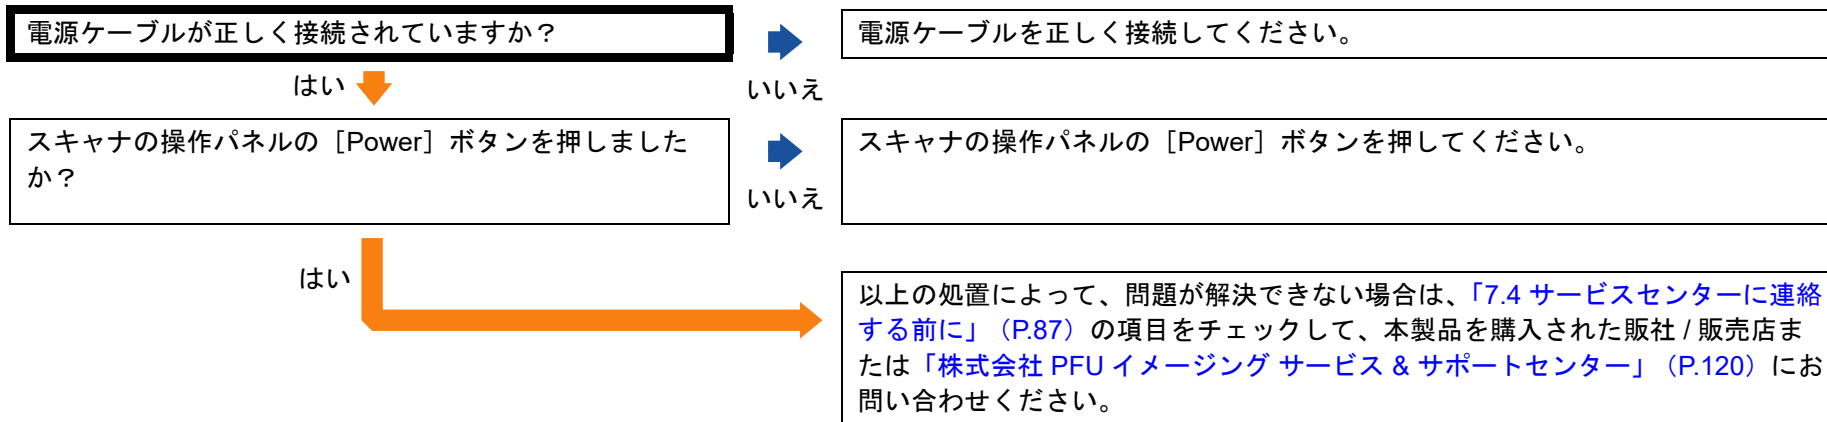 電源ケーブルが正しく接続されていますか？
電源ケーブルを正しく接続してください。
はい
いいえ
スキャナの操作パネルの［Power］ボタンを押しました
か？
スキャナの操作パネルの［Power］ボタンを押してください。
いいえ
はい
以上の処置によって、問題が解決できない場合は、「7.4 サービスセンターに連絡
する前に」（P.87）の項目をチェックして、本製品を購入された販社 / 販売店ま
たは「株式会社 PFU イメージング サービス & サポートセンター」（P.120）にお
問い合わせください。